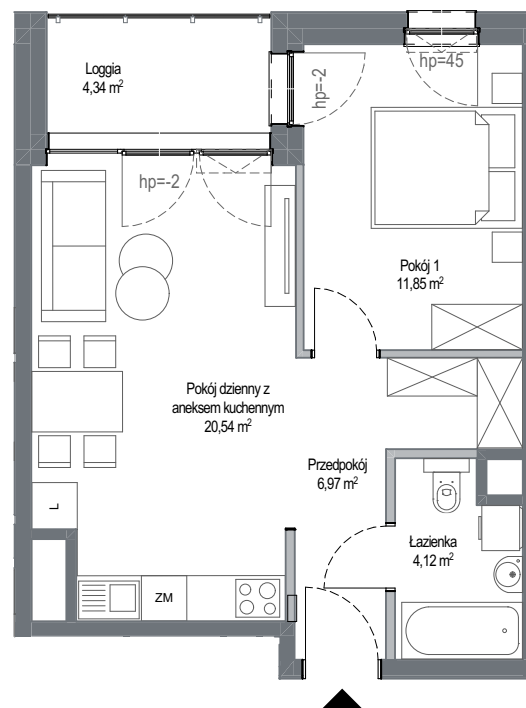 Loggia
4,34 m²
hp=-2
hp=45
hp=-2
Pokój 1
11,85 m²
Pokój dzienny z
aneksem kuchennym
20,54 m²
Przedpokój
6,97 m²
L
Łazienka
4,12 m²
ZM